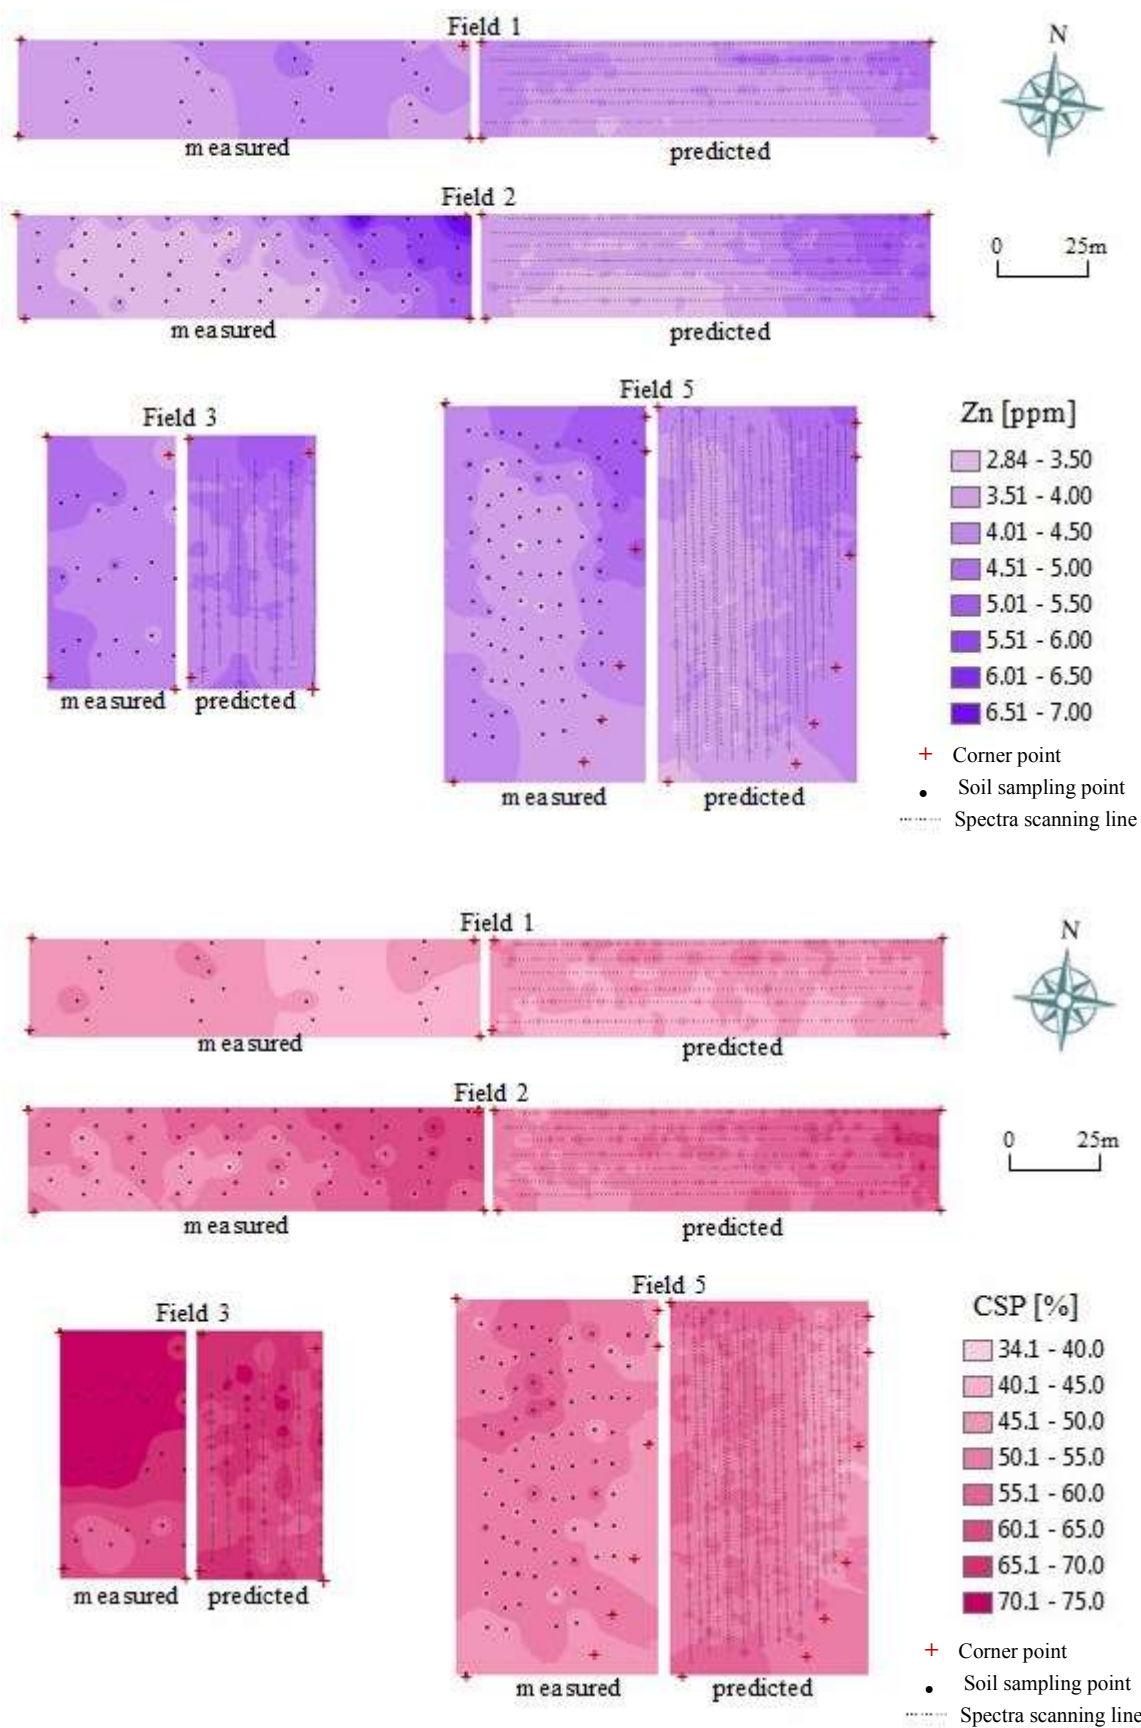 Field 1
N
measured
predicted
Field 2
0 25m
measured
predicted
Field 3
Field 5
Zn [ppm]
2.84 - 3.50
3.51 - 4.00
4.01 - 4.50
4.51 - 5.00
5.01 - 5.50
5.51 - 6.00
6.01 - 6.50
6.51 - 7.00
measured predicted
Corner point
Soil sampling point
measured predicted
Spectra scanning line
Field 1
N
measured
predicted
Field 2
0 25m
measured
predicted
Field 3
Field 5
CSP [%]
34.1 - 40.0
40.1 - 45.0
45.1 - 50.0
50.1 - 55.0
55.1 - 60.0
60.1 - 65.0
65.1 - 70.0
70.1 - 75.0
measured predicted
Corner point
Soil sampling point
measured predicted
Spectra scanning line